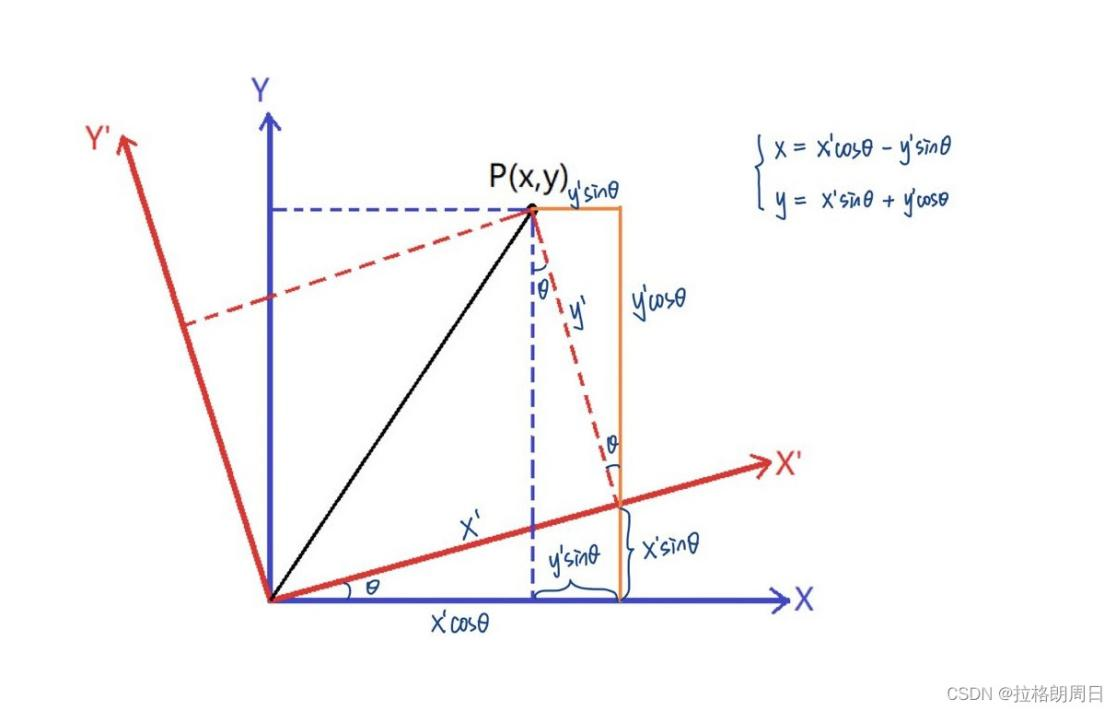 Y
Y'
P(x,y)
y'sinθ
x = x'cosθ - y'sinθ
y = x'sinθ + y'cosθ
θ
y'
y'cosθ
θ
X'
x'
y'sinθ
x'sinθ
θ
X
x'cosθ
CSDN @拉格朗周日